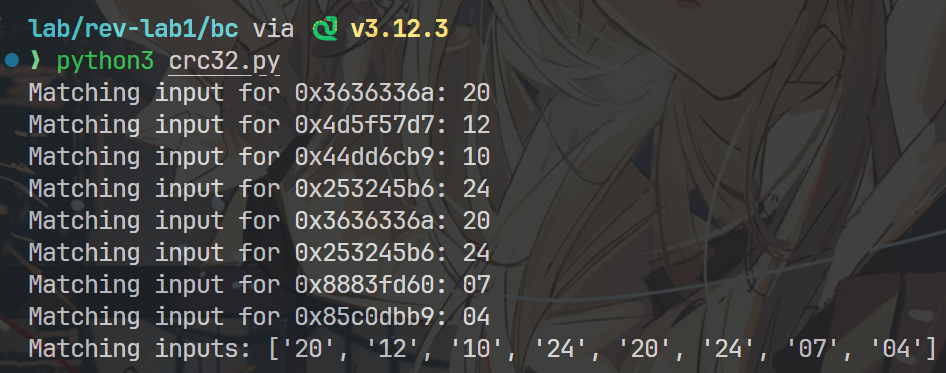 lab/rev-lab1/bc via v3.12.3
❯ python3 crc32.py
Matching input for 0x3636336a: 20
Matching input for 0x4d5f57d7: 12
Matching input for 0x44dd6cb9: 10
Matching input for 0x253245b6: 24
Matching input for 0x3636336a: 20
Matching input for 0x253245b6: 24
Matching input for 0x8883fd60: 07
Matching input for 0x85c0dbb9: 04
Matching inputs: ['20', '12', '10', '24', '20', '24', '07', '04']